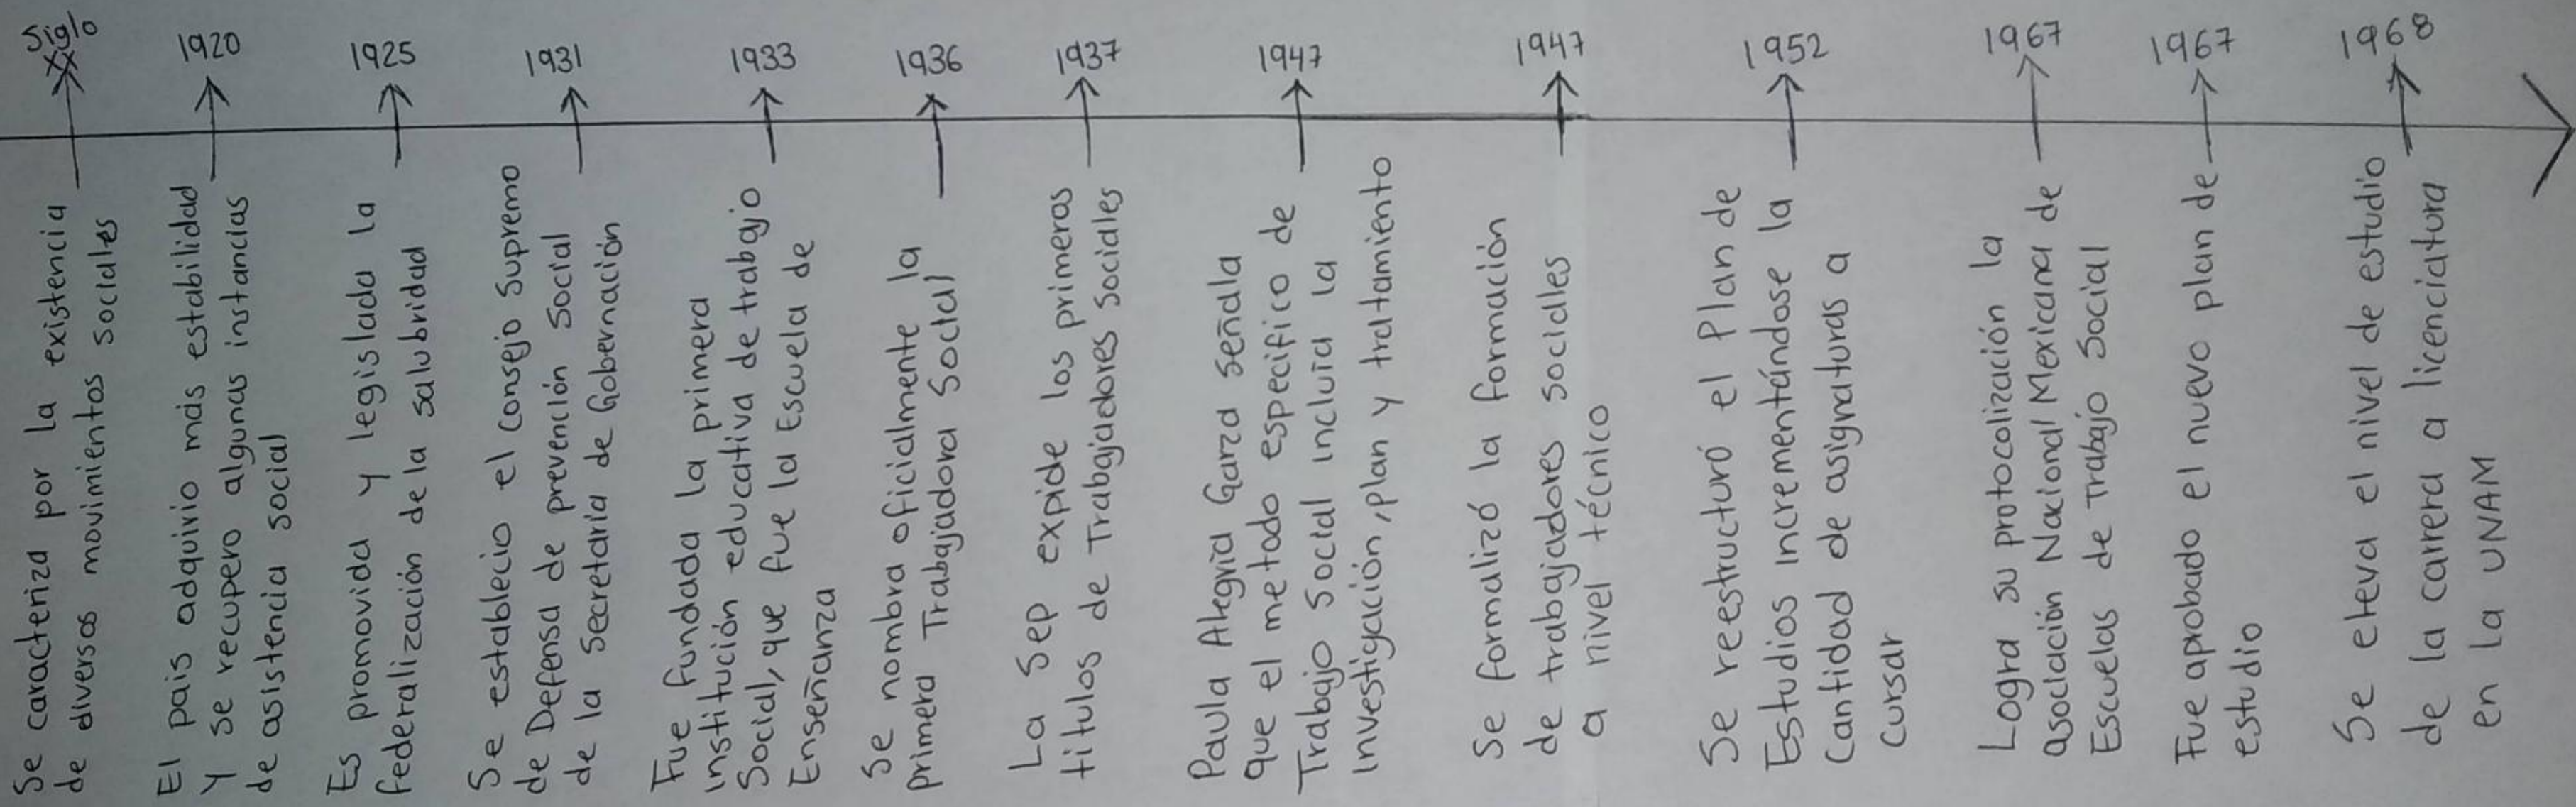 Siglo
XX
Se caracteriza por la existencia
de diversos movimientos sociales
1920
El pais adquirio más estabilidad
y se recupero algunas instancias
de asistencia social
1925
Es promovida y legislada la
federalización de la salubridad
1931
Se establecio el consejo supremo
de Defensa de prevención Social
de la secretaría de Gobernación
1933
Fue fundada la primera
institución educativa de trabajo
Social, que fue la Escuela de
Enseñanza
1936
Se nombra oficialmente la
primera Trabajadora Social
1937
La Sep expide los primeros
titulos de Trabajadores Sociales
1947
Paula Alegria Garza señala
que el metodo especifico de
Trabajo Social incluia la
investigación, plan y tratamiento
1947
Se formalizó la formación
de trabajadores sociales
a nivel técnico
1952
Se reestructuró el Plan de
Estudios incrementándose la
Cantidad de asignaturas a
cursar
1967
Logra su protocolización la
asociación Nacional Mexicana de
Escuelas de Trabajo Social
1967
Fue aprobado el nuevo plan de
estudio
1968
Se eleva el nivel de estudio
de la carrera a licenciatura
en la UNAM